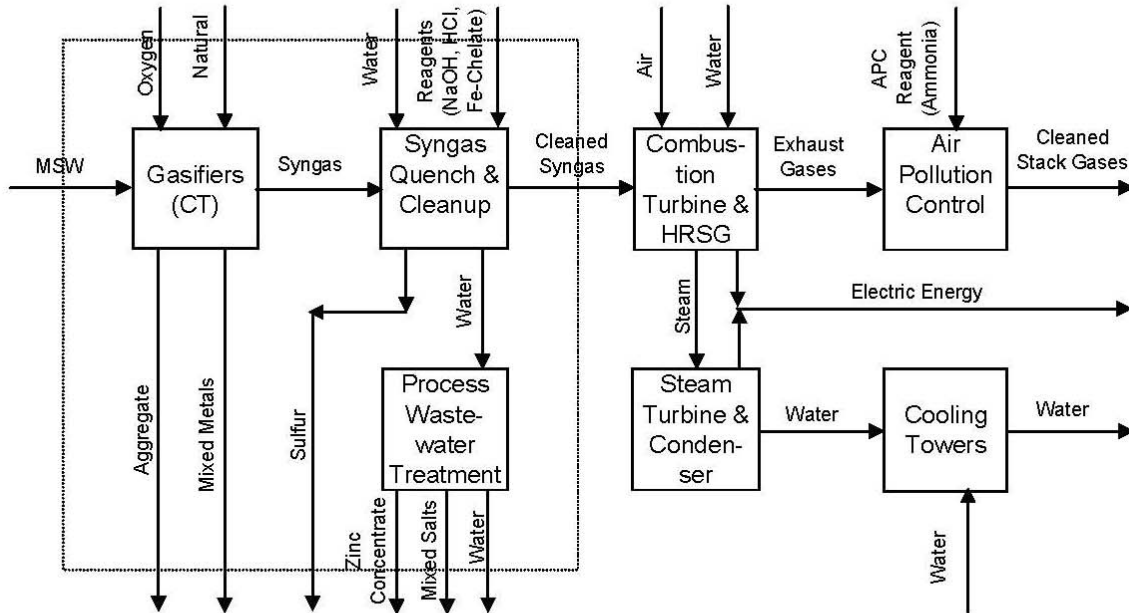 Oxygen
Natural
Water
Reagents
(NaOH, HCl,
Fe-Chelate)
Air
Water
APC
Reagent
(Ammonia)
MSW
Gasifiers
(CT)
Syngas
Syngas
Quench &
Cleanup
Cleaned
Syngas
Combus-
tion
Turbine &
HRSG
Exhaust
Gases
Air
Pollution
Control
Cleaned
Stack Gases
Water
Steam
Electric Energy
Aggregate
Mixed Metals
Sulfur
Process
Waste-
water
Treatment
Steam
Turbine &
Conden-
ser
Water
Cooling
Towers
Water
Zinc
Concentrate
Mixed Salts
Water
Water